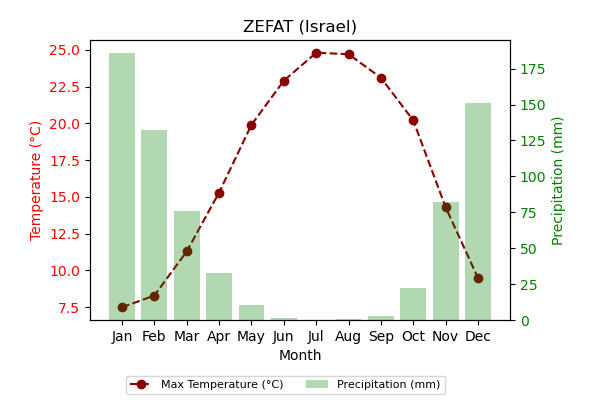 ZEFAT (Israel)
Temperature (°C)
25.0
22.5
20.0
17.5
15.0
12.5
10.0
7.5
175
150
125
100
75
50
25
0
Precipitation (mm)
Jan Feb Mar Apr May Jun Jul Aug Sep Oct Nov Dec
Month
Max Temperature (°C) Precipitation (mm)